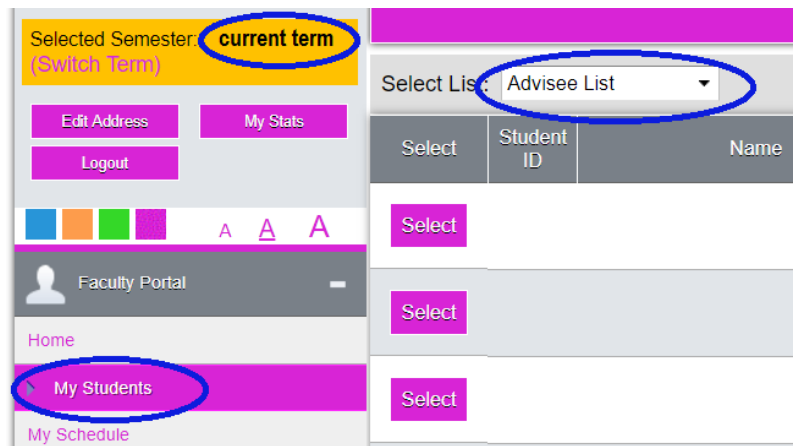 Selected Semester: current term
(Switch Term)
Edit Address
My Stats
Logout
A A A
Faculty Portal
Home
My Students
My Schedule
Select List: Advisee List
Select
Student ID
Name
Select
Select
Select